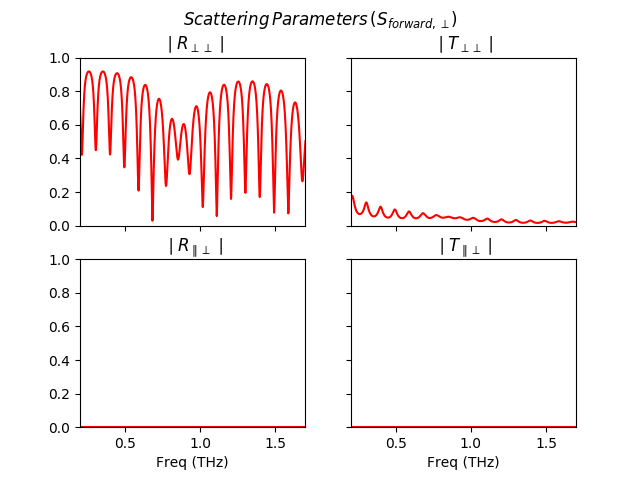 Scattering Parameters (S_forward, ⊥)
| R⊥⊥ | | T⊥⊥ |
1.0
0.8
0.6
0.4
0.2
0.0
| R∥⊥ | | T∥⊥ |
1.0
0.8
0.6
0.4
0.2
0.0
0.5 1.0 1.5 0.5 1.0 1.5
Freq (THz) Freq (THz)